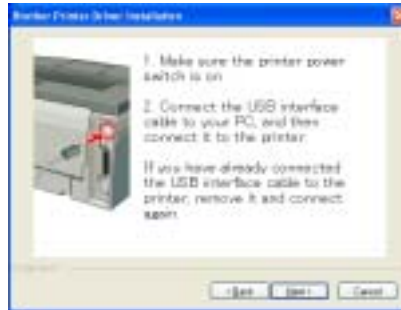 Brother Printer Driver Installation
1. Make sure the printer power
switch is on.
2. Connect the USB interface
cable to your PC, and then
connect it to the printer.
If you have already connected
the USB interface cable to the
printer, remove it and connect
again.
<Back Next> Cancel